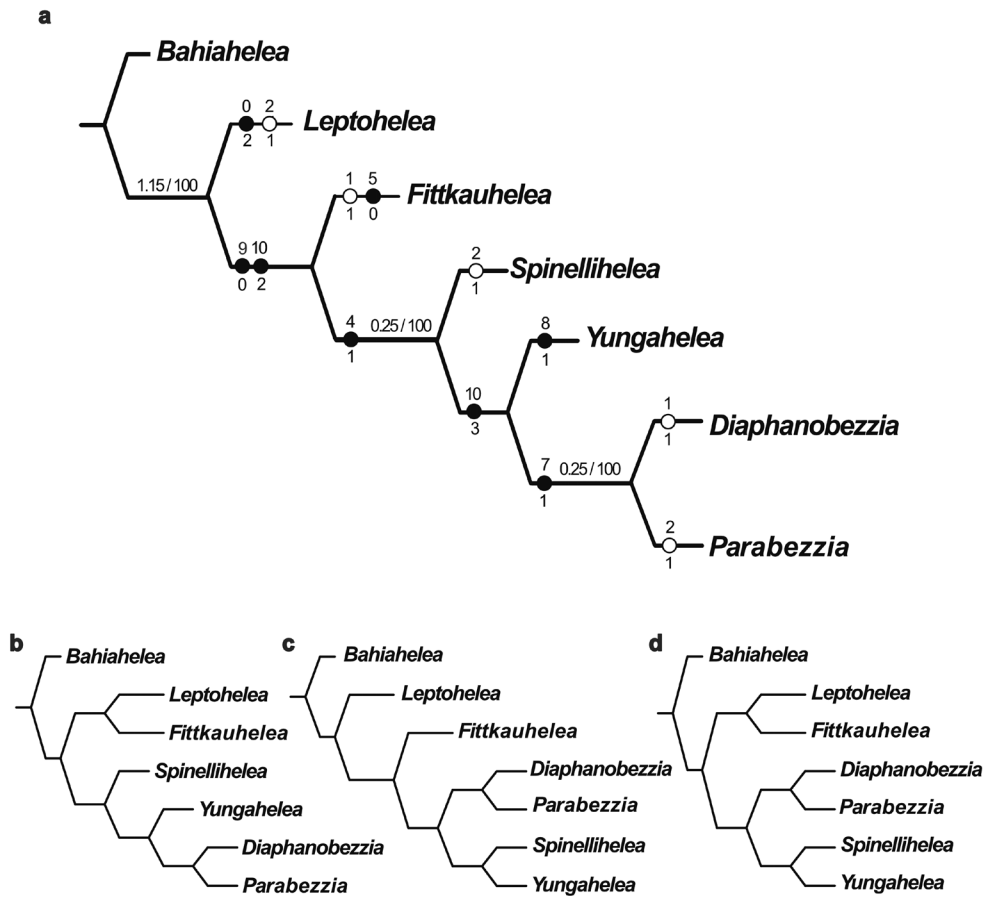 a
Bahiahelea
0 2
Leptohelea
2 1
1.15 / 100
1 5
Fittkauhelea
1 0
9 10
0 2
2
Spinellihelea
1
4
0.25 / 100
1
8
Yungahelea
1
10
3
1
Diaphanobezzia
1
7
0.25 / 100
1
2
Parabezzia
1
b
Bahiahelea
Leptohelea
Fittkauhelea
Spinellihelea
Yungahelea
Diaphanobezzia
Parabezzia
c
Bahiahelea
Leptohelea
Fittkauhelea
Diaphanobezzia
Parabezzia
Spinellihelea
Yungahelea
d
Bahiahelea
Leptohelea
Fittkauhelea
Diaphanobezzia
Parabezzia
Spinellihelea
Yungahelea